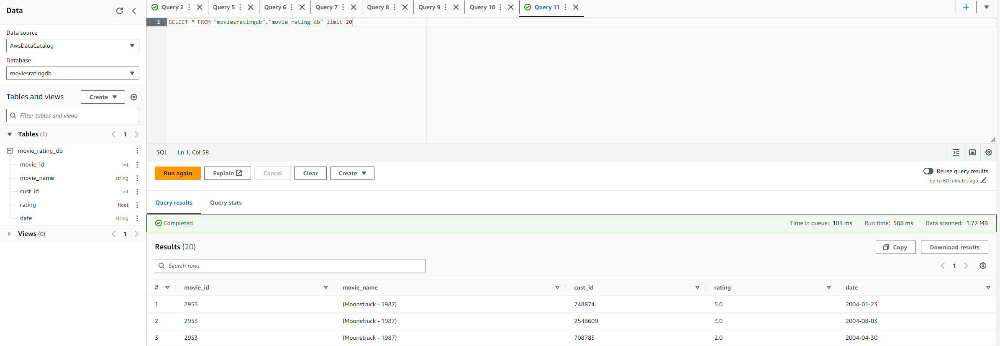 Data
Data source
AwsDataCatalog
Database
moviesratingdb
Tables and views
Create
Filter tables and views
Tables (1)
1
movie_rating_db
movie_id int
movie_name string
cust_id int
rating float
date string
Views (0)
1
Query 2
Query 5
Query 6
Query 7
Query 8
Query 9
Query 10
Query 11
1 SELECT * FROM "moviesratingdb"."movie_rating_db" limit 20
SQL Ln 1, Col 58
Run again
Explain
Cancel
Clear
Create
Reuse query results
up to 60 minutes ago
Query results
Query stats
Completed
Time in queue: 103 ms Run time: 508 ms Data scanned: 1.77 MB
Results (20)
Copy
Download results
Search rows
1
# movie_id movie_name cust_id rating date
1 2953 (Moonstruck - 1987) 748874 5.0 2004-01-23
2 2953 (Moonstruck - 1987) 2548609 3.0 2004-08-03
3 2953 (Moonstruck - 1987) 708785 2.0 2004-04-30